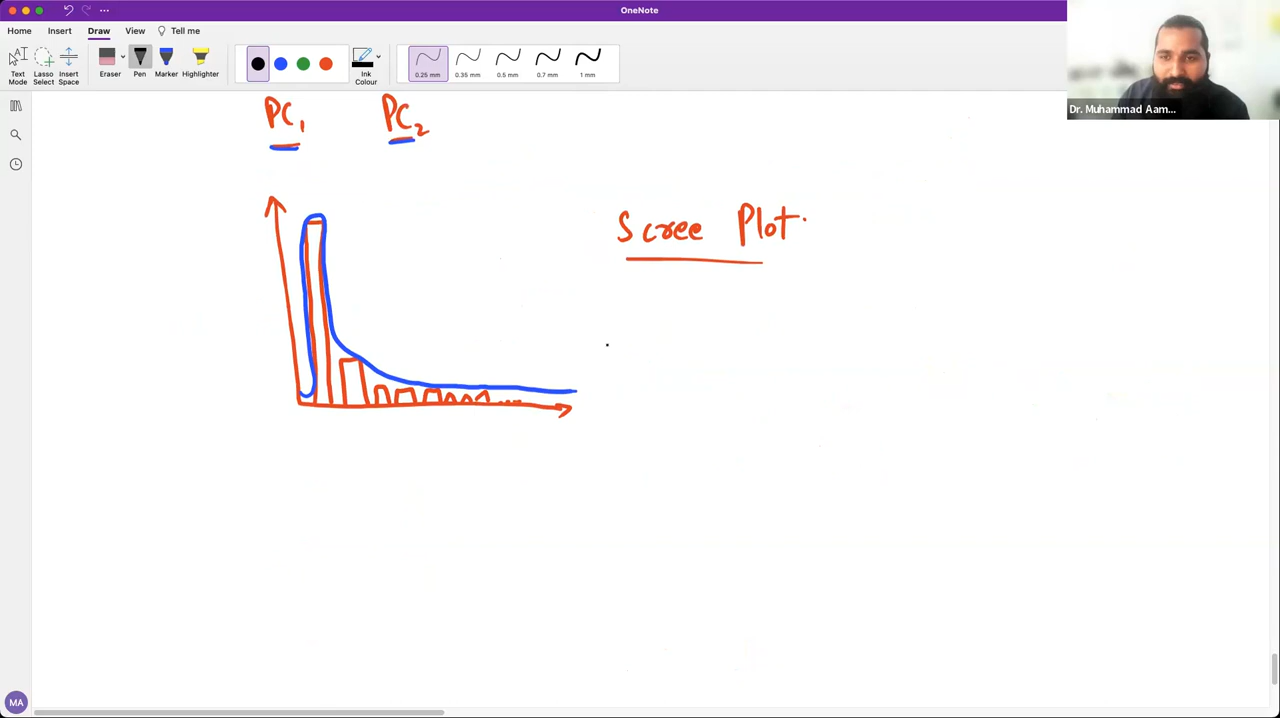 OneNote
Home Insert Draw View Tell me
Text Mode
Lasso Select
Insert Space
Eraser
Pen
Marker
Highlighter
Ink Colour
0.25 mm
0.35 mm
0.5 mm
0.7 mm
1 mm
Dr. Muhammad Aam...
PC1 PC2
Scree Plot.
MA